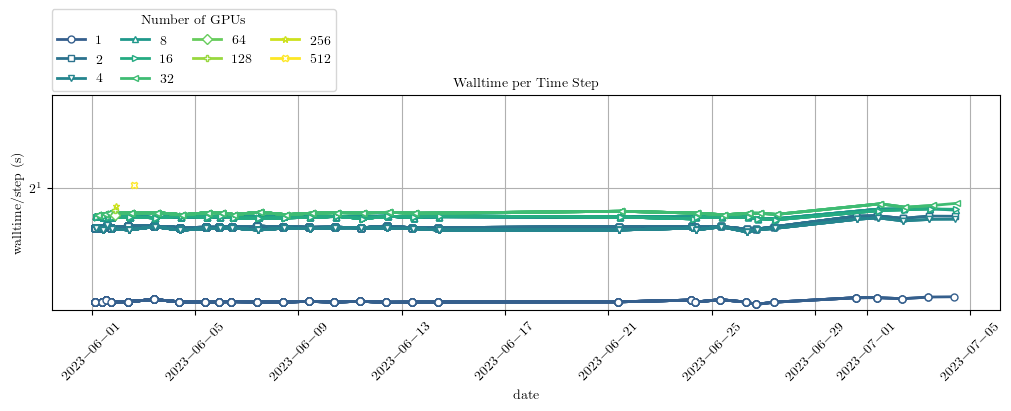 Number of GPUs
1 8 64 256
2 16 128 512
4 32
Walltime per Time Step
walltime/step (s)
2^1
2023−06−01 2023−06−05 2023−06−09 2023−06−13 2023−06−17 2023−06−21 2023−06−25 2023−06−29 2023−07−01 2023−07−05
date